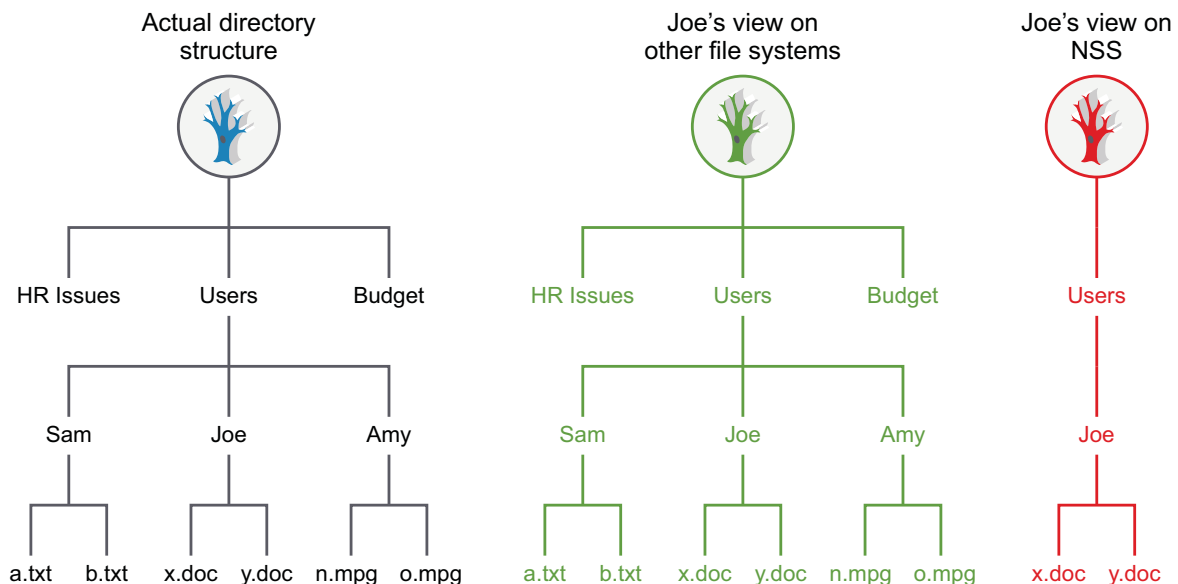 Actual directory
structure
Joe’s view on
other file systems
Joe’s view on
NSS
HR Issues Users Budget
HR Issues Users Budget
Users
Sam Joe Amy
Sam Joe Amy
Joe
a.txt b.txt x.doc y.doc n.mpg o.mpg
a.txt b.txt x.doc y.doc n.mpg o.mpg
x.doc y.doc